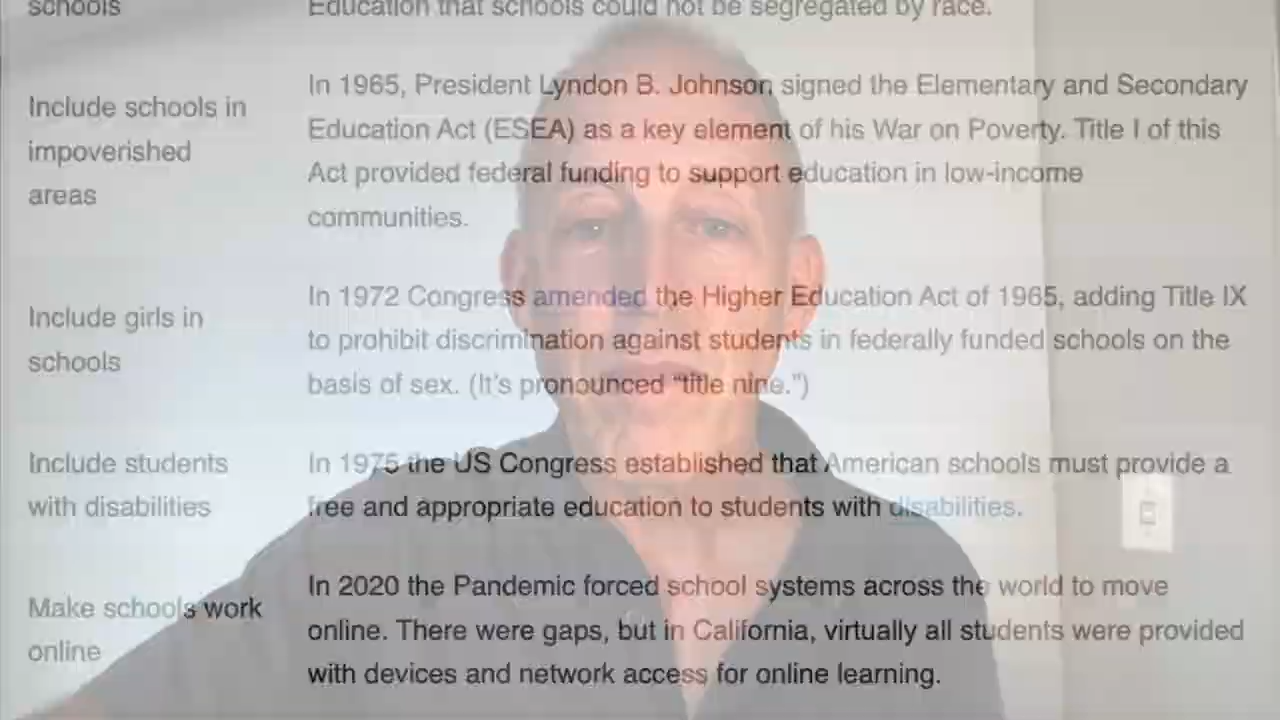 schools
Education that schools could not be segregated by race.
Include schools in
impoverished
areas
In 1965, President Lyndon B. Johnson signed the Elementary and Secondary
Education Act (ESEA) as a key element of his War on Poverty. Title I of this
Act provided federal funding to support education in low-income
communities.
Include girls in
schools
In 1972 Congress amended the Higher Education Act of 1965, adding Title IX
to prohibit discrimination against students in federally funded schools on the
basis of sex. (It's pronounced “title nine.”)
Include students
with disabilities
In 1975 the US Congress established that American schools must provide a
free and appropriate education to students with disabilities.
Make schools work
online
In 2020 the Pandemic forced school systems across the world to move
online. There were gaps, but in California, virtually all students were provided
with devices and network access for online learning.